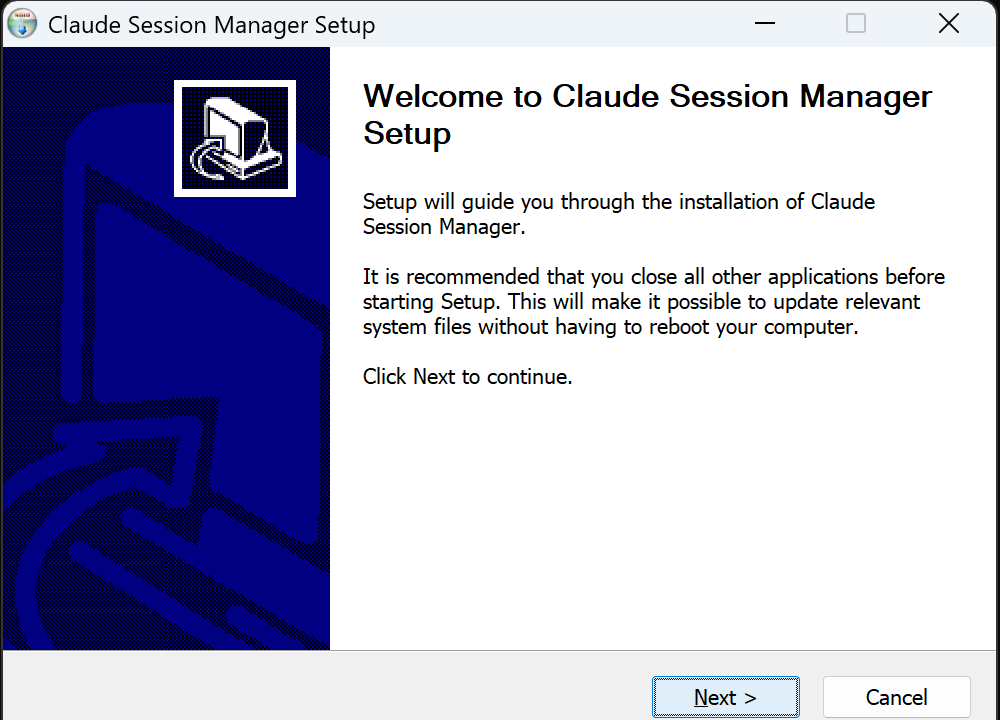 Claude Session Manager Setup
Welcome to Claude Session Manager
Setup
Setup will guide you through the installation of Claude
Session Manager.
It is recommended that you close all other applications before
starting Setup. This will make it possible to update relevant
system files without having to reboot your computer.
Click Next to continue.
Next >
Cancel